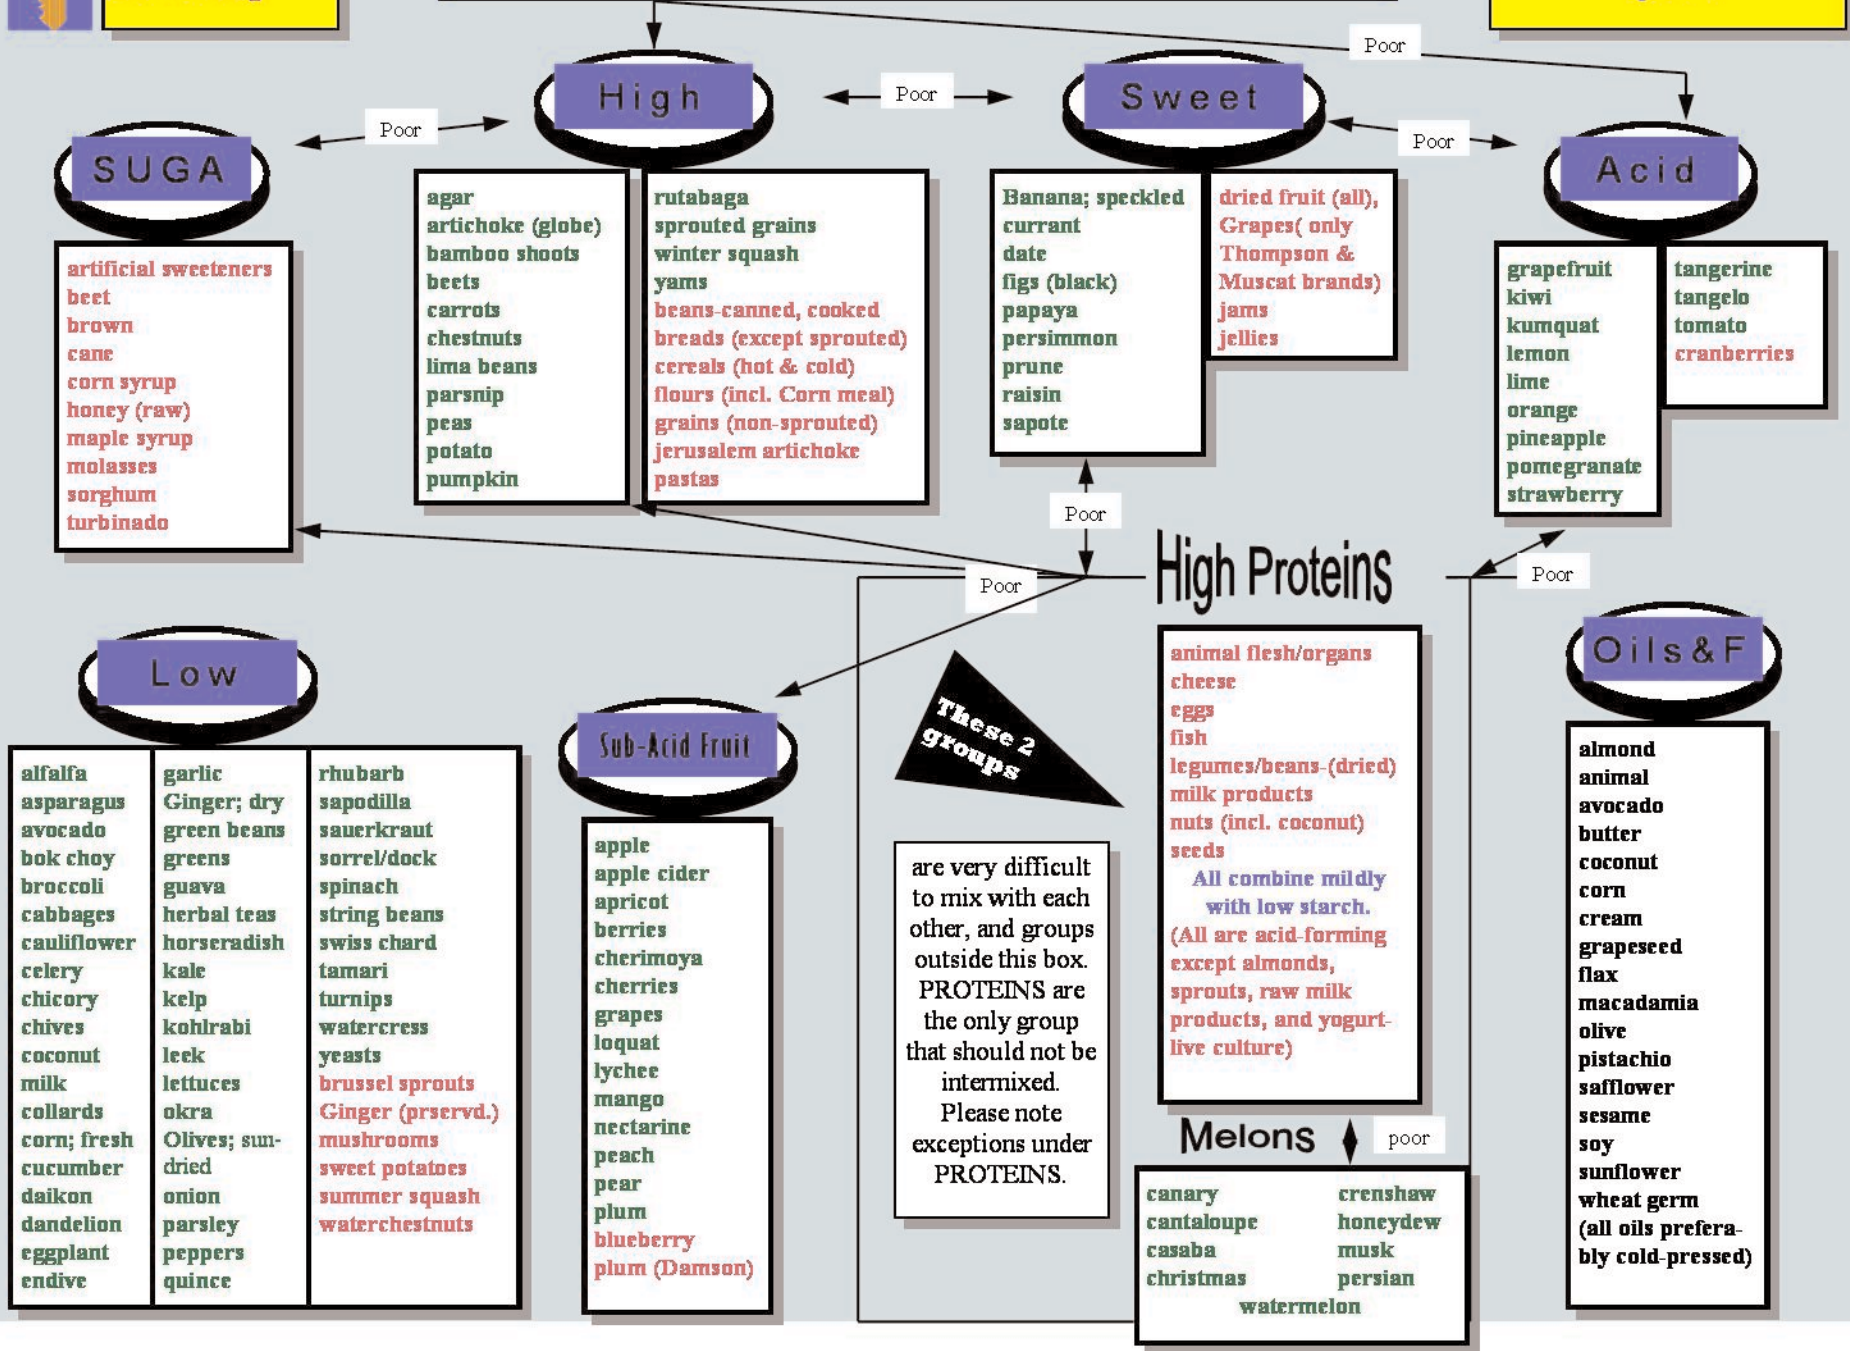 Poor
High
Poor
Sweet
Poor
SUGA
Poor
Acid
artificial sweeteners
beet
brown
cane
corn syrup
honey (raw)
maple syrup
molasses
sorghum
turbinado
agar
artichoke (globe)
bamboo shoots
beets
carrots
chestnuts
lima beans
parsnip
peas
potato
pumpkin
rutabaga
sprouted grains
winter squash
yams
beans-canned, cooked
breads (except sprouted)
cereals (hot & cold)
flours (incl. Corn meal)
grains (non-sprouted)
jerusalem artichoke
pastas
Banana; speckled
currant
date
figs (black)
papaya
persimmon
prune
raisin
sapote
dried fruit (all),
Grapes( only
Thompson &
Muscat brands)
jams
jellies
grapefruit
kiwi
kumquat
lemon
lime
orange
pineapple
pomegranate
strawberry
tangerine
tangelo
tomato
cranberries
Poor
Poor
High Proteins
Poor
Low
alfalfa
asparagus
avocado
bok choy
broccoli
cabbages
cauliflower
celery
chicory
chives
coconut
milk
collards
corn; fresh
cucumber
daikon
dandelion
eggplant
endive
garlic
Ginger; dry
green beans
greens
guava
herbal teas
horseradish
kale
kelp
kohlrabi
leek
lettuces
okra
Olives; sun-
dried
onion
parsley
peppers
quince
rhubarb
sapodilla
sauerkraut
sorrel/dock
spinach
string beans
swiss chard
tamari
turnips
watercress
yeasts
brussel sprouts
Ginger (prservd.)
mushrooms
sweet potatoes
summer squash
waterchestnuts
Sub-Acid Fruit
apple
apple cider
apricot
berries
cherimoya
cherries
grapes
loquat
lychee
mango
nectarine
peach
pear
plum
blueberry
plum (Damson)
These 2
groups
are very difficult
to mix with each
other, and groups
outside this box.
PROTEINS are
the only group
that should not be
intermixed.
Please note
exceptions under
PROTEINS.
animal flesh/organs
cheese
eggs
fish
legumes/beans-(dried)
milk products
nuts (incl. coconut)
seeds
All combine mildly
with low starch.
(All are acid-forming
except almonds,
sprouts, raw milk
products, and yogurt-
live culture)
Melons
poor
canary
cantaloupe
casaba
christmas
crenshaw
honeydew
musk
persian
watermelon
Oils&F
almond
animal
avocado
butter
coconut
corn
cream
grapeseed
flax
macadamia
olive
pistachio
safflower
sesame
soy
sunflower
wheat germ
(all oils prefera-
bly cold-pressed)